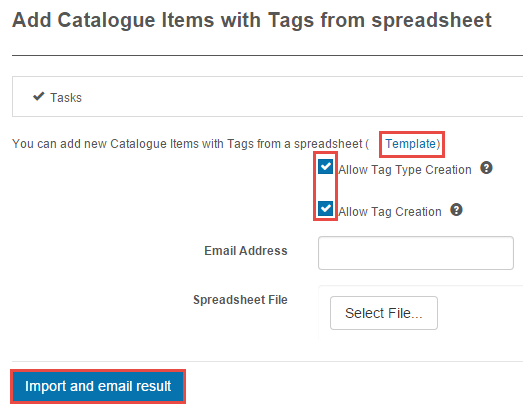 Add Catalogue Items with Tags from spreadsheet
Tasks
You can add new Catalogue Items with Tags from a spreadsheet ( Template)
Allow Tag Type Creation ?
Allow Tag Creation ?
Email Address
Spreadsheet File
Select File...
Import and email result